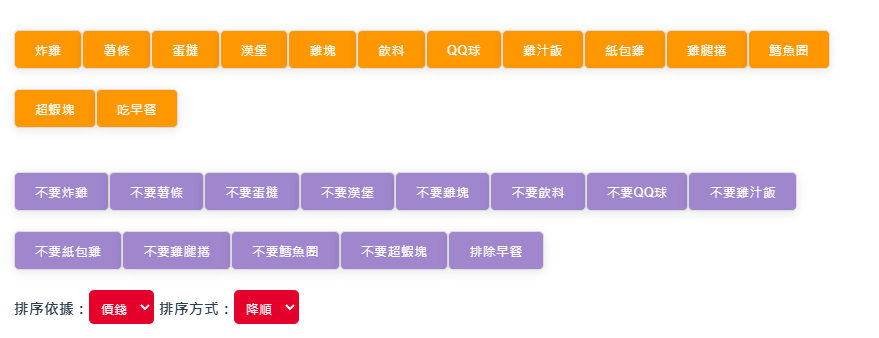 炸雞 薯條 蛋撻 漢堡 雞塊 飲料 QQ球 雞汁飯 紙包雞 雞腿捲 鱈魚圈
超蝦塊 吃早餐
不要炸雞 不要薯條 不要蛋撻 不要漢堡 不要雞塊 不要飲料 不要QQ球 不要雞汁飯
不要紙包雞 不要雞腿捲 不要鱈魚圈 不要超蝦塊 排除早餐
排序依據：價錢 排序方式：降順